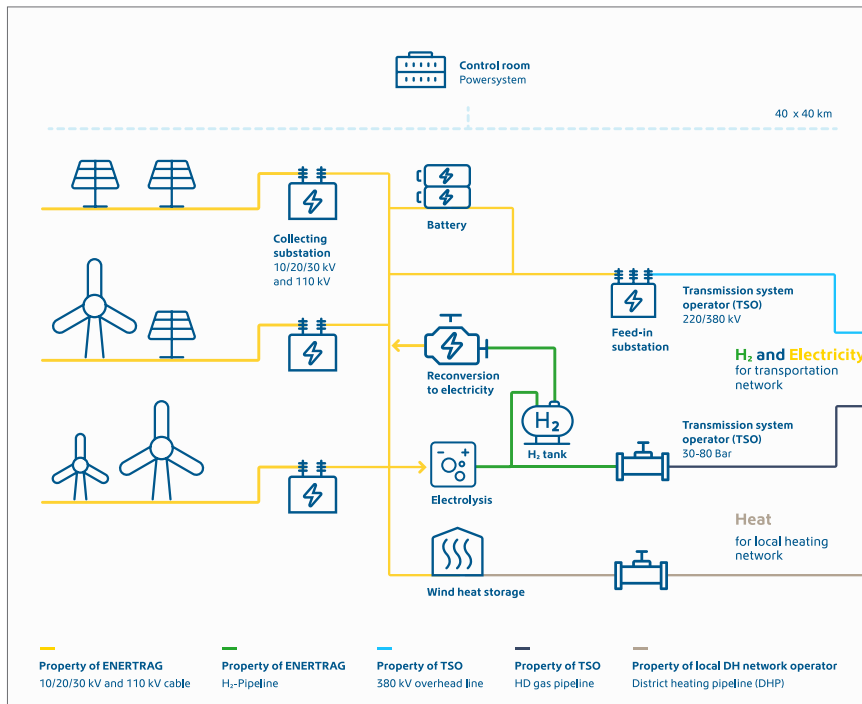 Control room
Powersystem
40 x 40 km
Battery
Collecting
substation
10/20/30 kV
and 110 kV
Feed-in
substation
Transmission system
operator (TSO)
220/380 kV
H₂ and Electricity
for transportation
network
Reconversion
to electricity
H₂
H₂ tank
Transmission system
operator (TSO)
30-80 Bar
Electrolysis
Heat
for local heating
network
Wind heat storage
Property of ENERTRAG
10/20/30 kV and 110 kV cable
Property of ENERTRAG
H₂-Pipeline
Property of TSO
380 kV overhead line
Property of TSO
HD gas pipeline
Property of local DH network operator
District heating pipeline (DHP)